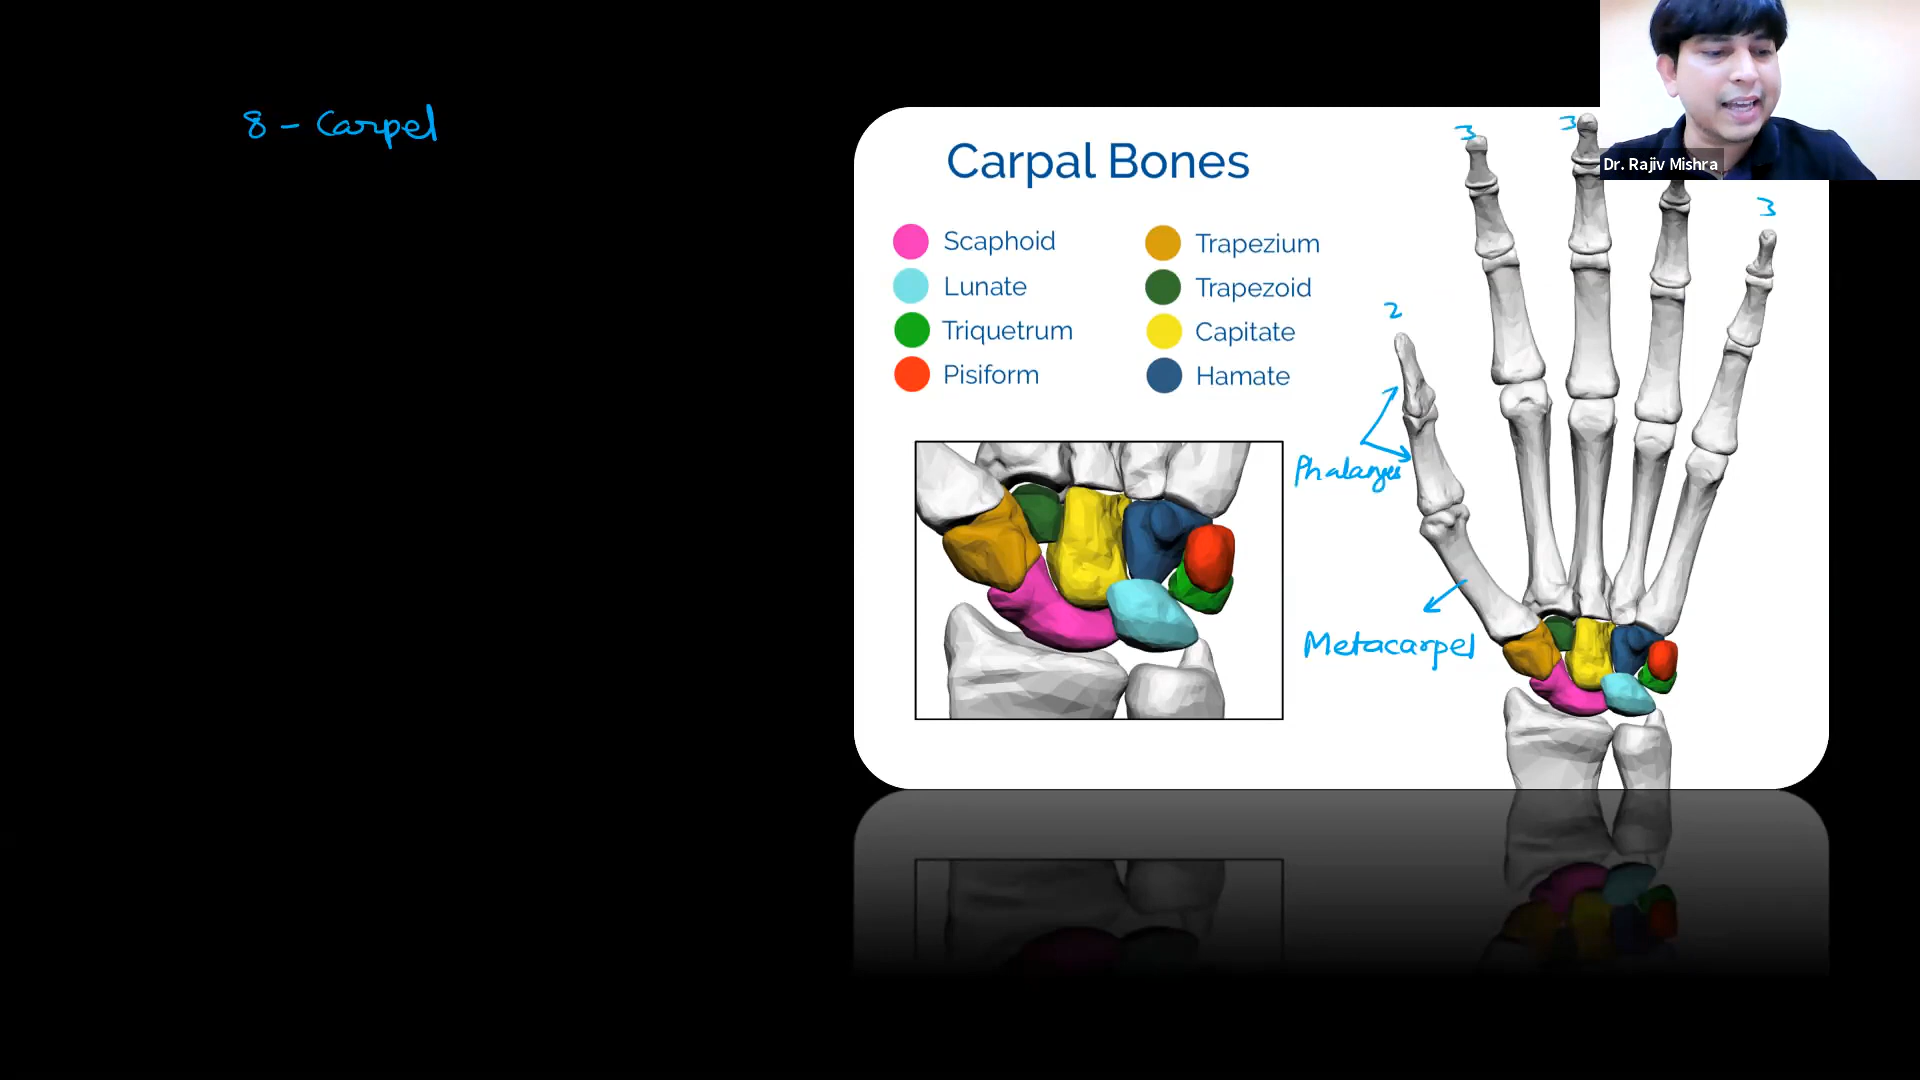 8 - Carpel
Carpal Bones
Scaphoid
Lunate
Triquetrum
Pisiform
Trapezium
Trapezoid
Capitate
Hamate
3
3
3
2
Phalanges
Metacarpel
Dr. Rajiv Mishra